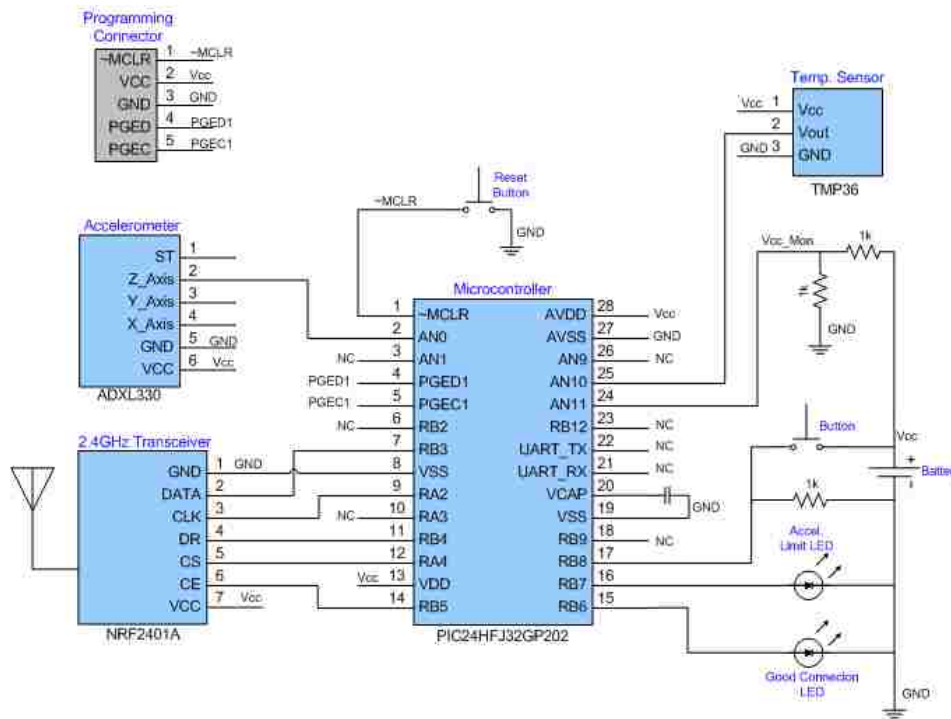 Programming
Connector
~MCLR 1 ~MCLR
VCC 2 Vcc
GND 3 GND
PGED 4 PGED1
PGEC 5 PGEC1
Temp. Sensor
Vcc 1 Vcc
2 Vout
GND 3 GND
TMP36
Reset
Button
~MCLR
GND
Accelerometer
ST 1
Z_Axis 2
Y_Axis 3
X_Axis 4
GND 5 GND
VCC 6 Vcc
ADXL330
Vcc_Mon
1k
1k
GND
Microcontroller
1 ~MCLR AVDD 28 Vcc
2 AN0 AVSS 27 GND
NC 3 AN1 AN9 26 NC
PGED1 4 PGED1 AN10 25
PGEC1 5 PGEC1 AN11 24
NC 6 RB2 RB12 23 NC
7 RB3 UART_TX 22 NC
8 VSS UART_RX 21 NC
9 RA2 VCAP 20
NC 10 RA3 VSS 19 GND
11 RB4 RB9 18 NC
12 RA4 RB8 17
Vcc 13 VDD RB7 16
14 RB5 RB6 15
PIC24HFJ32GP202
2.4GHz Transceiver
GND 1 GND
DATA 2
CLK 3
DR 4
CS 5
CE 6
VCC 7 Vcc
NRF2401A
Button
Vcc
+
Batte
-
1k
Accel.
Limit LED
Good Connecion
LED
GND